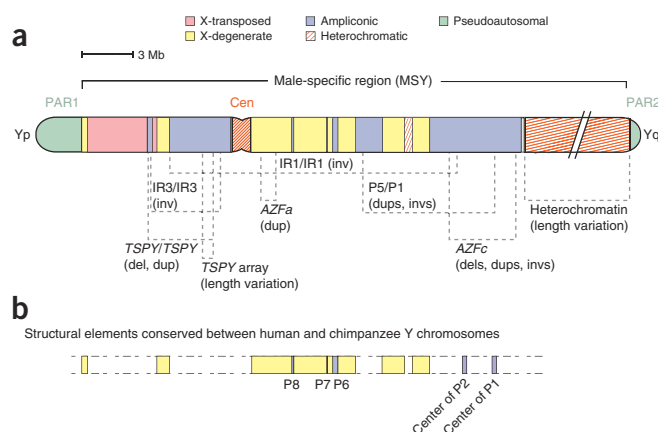 a
X-transposed
Ampliconic
Pseudoautosomal
X-degenerate
Heterochromatic
3 Mb
Male-specific region (MSY)
PAR1
Cen
PAR2
Yp
Yq
IR1/IR1 (inv)
IR3/IR3
(inv)
AZFa
(dup)
P5/P1
(dups, invs)
Heterochromatin
(length variation)
TSPY/TSPY
(del, dup)
TSPY array
(length variation)
AZFc
(dels, dups, invs)
b
Structural elements conserved between human and chimpanzee Y chromosomes
P8
P7
P6
Center of P2
Center of P1